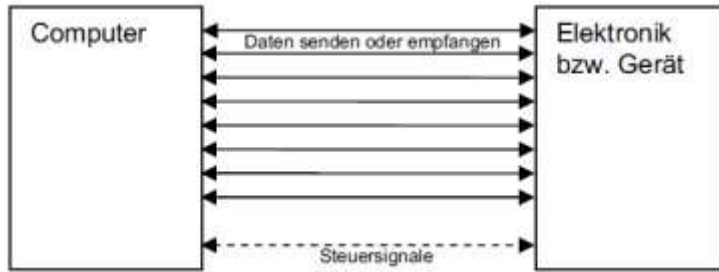 Computer
Daten senden oder empfangen
Elektronik
bzw. Gerät
Steuersignale